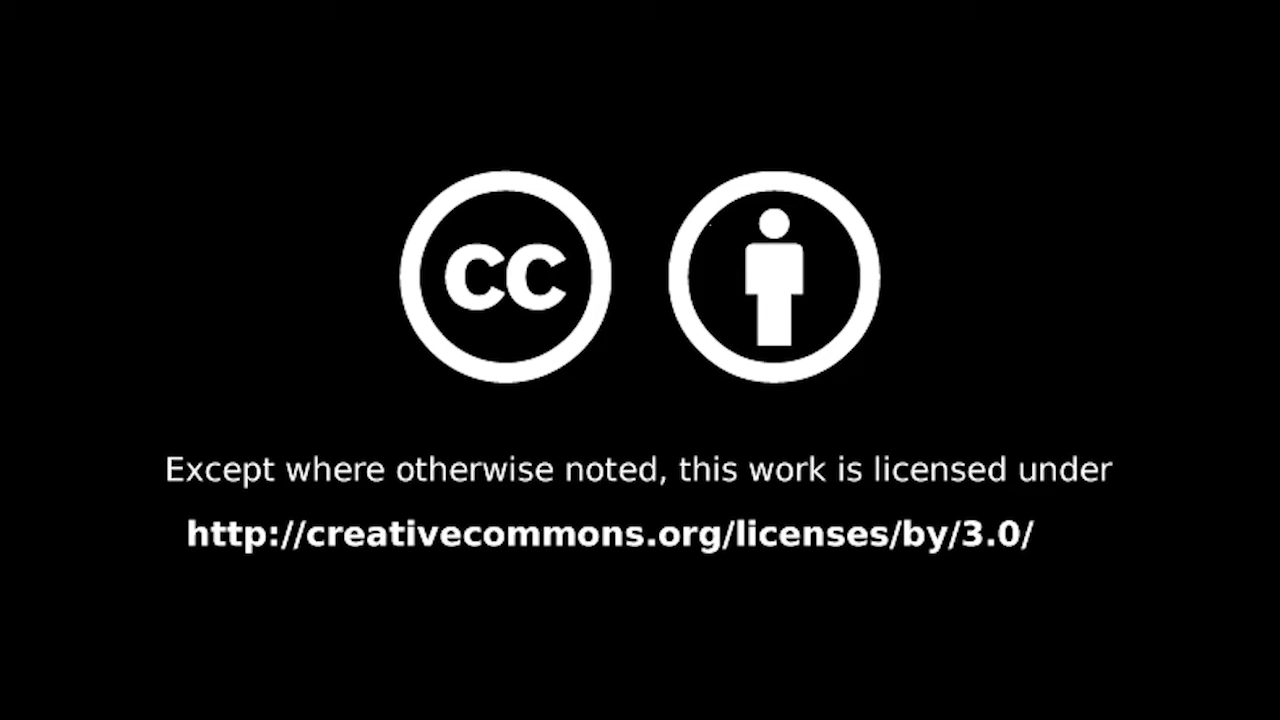 cc
Except where otherwise noted, this work is licensed under
http://creativecommons.org/licenses/by/3.0/